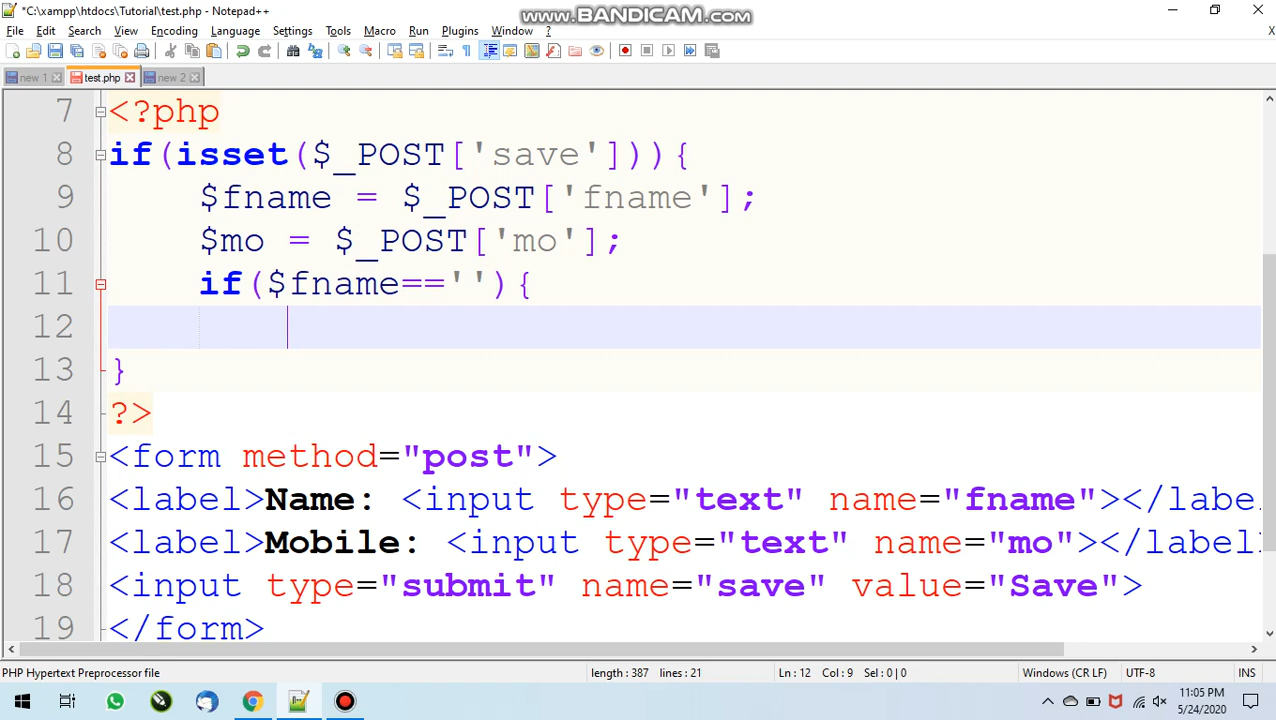 *C:\xampp\htdocs\Tutorial\test.php - Notepad++
www.BANDICAM.com
File Edit Search View Encoding Language Settings Tools Macro Run Plugins Window ?
new 1 test.php new 2
7 <?php
8 if(isset($_POST['save'])){
9 $fname = $_POST['fname'];
10 $mo = $_POST['mo'];
11 if($fname==''){
12
13 }
14 ?>
15 <form method="post">
16 <label>Name: <input type="text" name="fname"></labe
17 <label>Mobile: <input type="text" name="mo"></label
18 <input type="submit" name="save" value="Save">
19 </form>
PHP Hypertext Preprocessor file length : 387 lines : 21 Ln : 12 Col : 9 Sel : 0 | 0 Windows (CR LF) UTF-8 INS
11:05 PM
5/24/2020